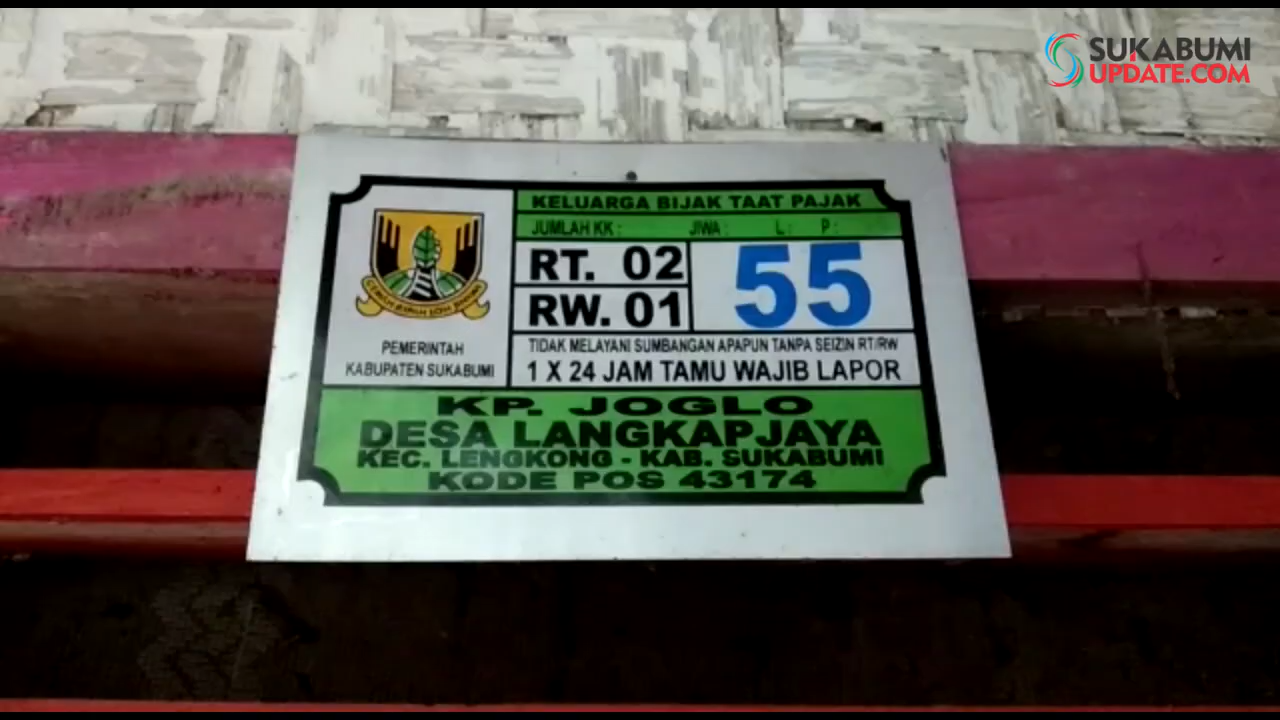 SUKABUMI
UPDATE.COM
KELUARGA BIJAK TAAT PAJAK
JUMLAH KK : JIWA : L : P :
RT. 02
RW. 01
55
PEMERINTAH
KABUPATEN SUKABUMI
TIDAK MELAYANI SUMBANGAN APAPUN TANPA SEIZIN RT/RW
1 X 24 JAM TAMU WAJIB LAPOR
KP. JOGLO
DESA LANGKAPJAYA
KEC. LENGKONG - KAB. SUKABUMI
KODE POS 43174